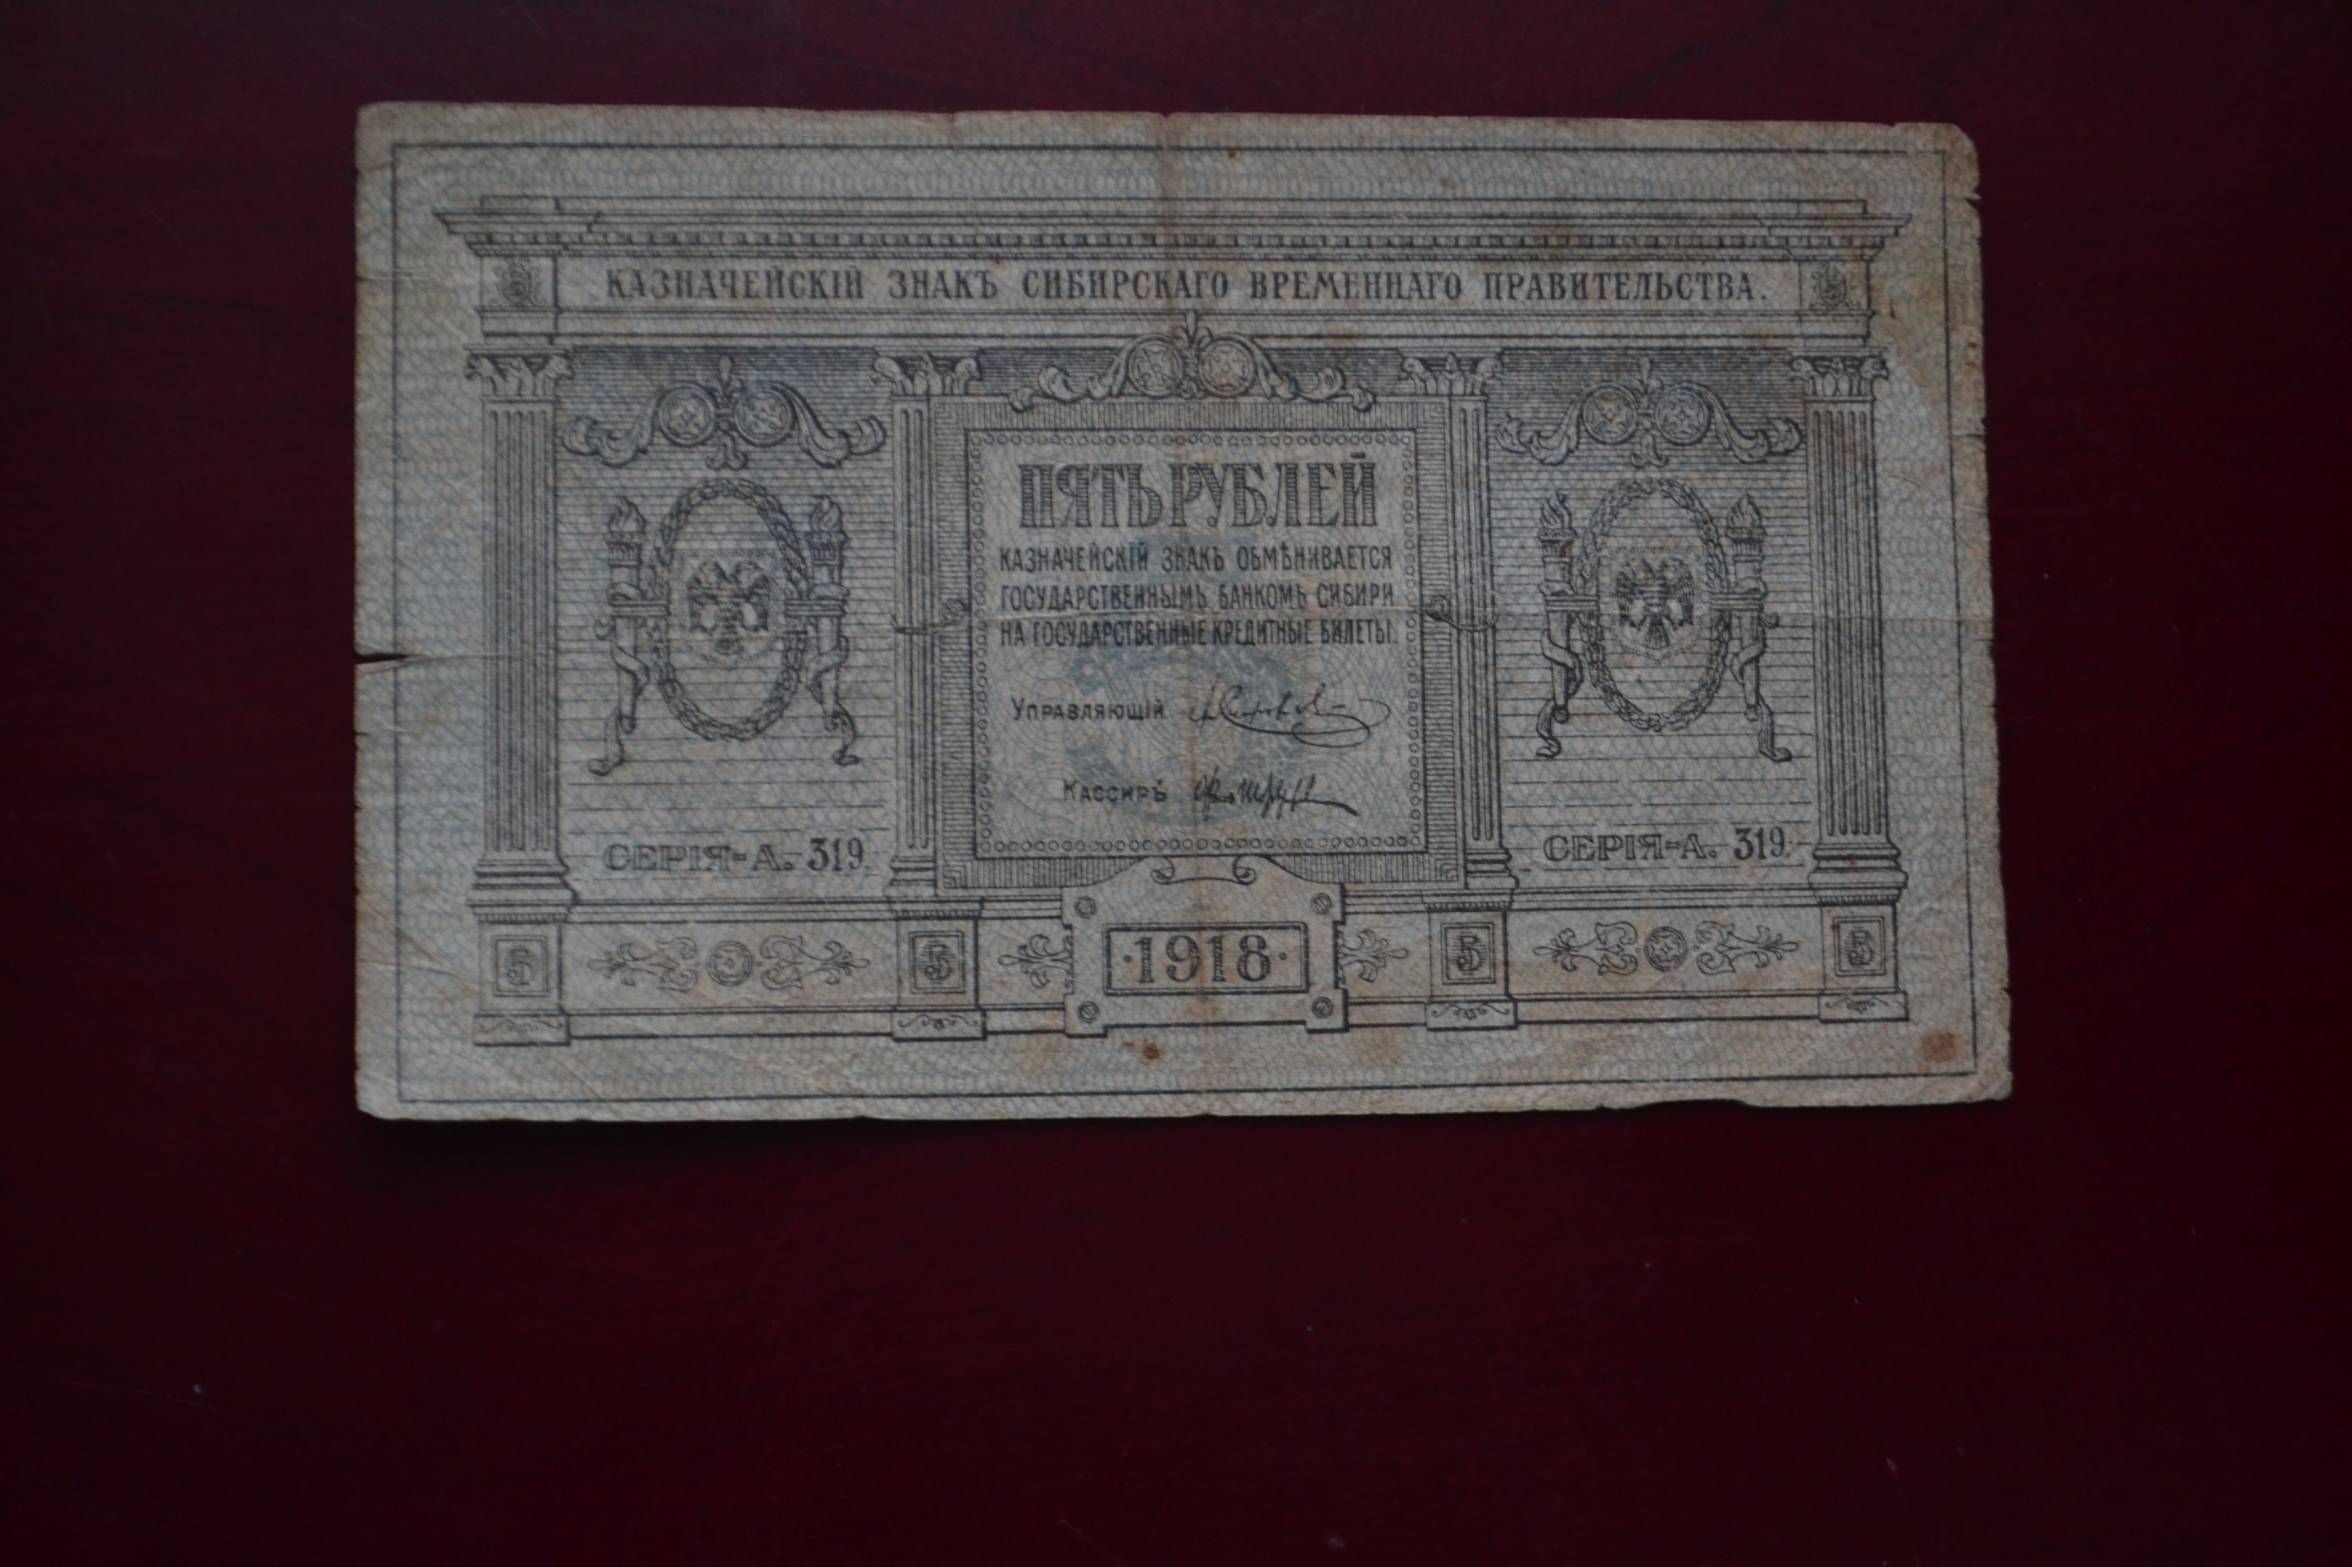 КАЗНАЧЕЙСКІЙ ЗНАКЪ СИБИРСКАГО ВРЕМЕННАГО ПРАВИТЕЛЬСТВА.
ПЯТЬ РУБЛЕЙ
КАЗНАЧЕЙСКІЙ ЗНАКЪ ОБМѢНИВАЕТСЯ
ГОСУДАРСТВЕННЫМЪ БАНКОМЪ СИБИРИ
НА ГОСУДАРСТВЕННЫЕ КРЕДИТНЫЕ БИЛЕТЫ.
УПРАВЛЯЮЩІЙ
КАССИРЪ
СЕРІЯ-А. 319
СЕРІЯ-А. 319
5 5 ·1918· 5 5